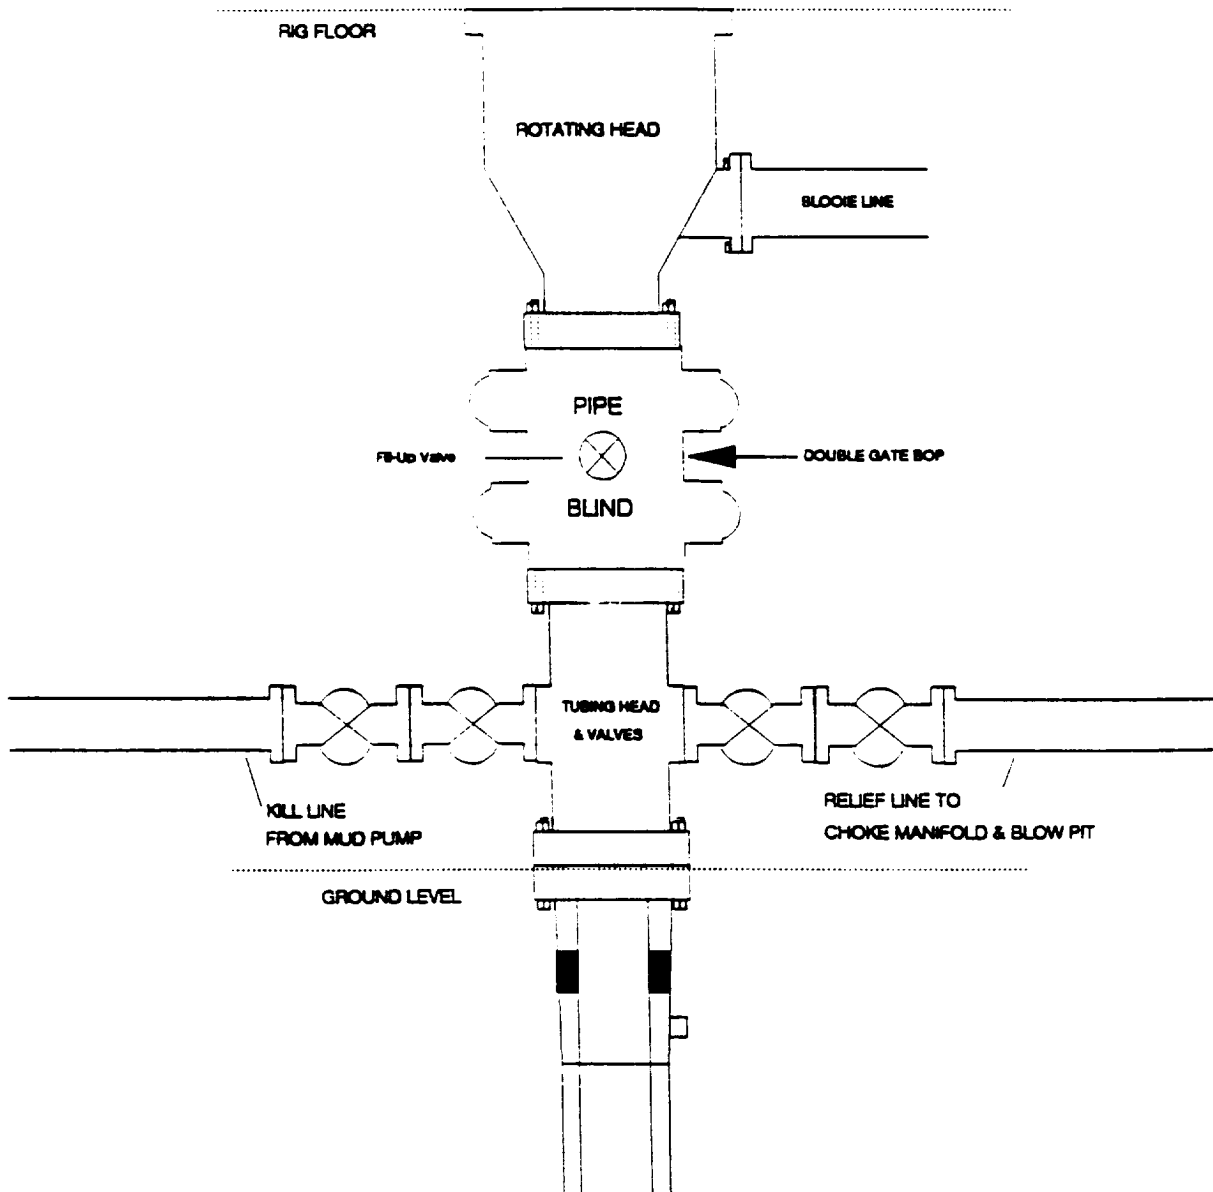 RIG FLOOR
ROTATING HEAD
BLOOIE LINE
PIPE
Fill-Up Valve
DOUBLE GATE BOP
BLIND
TUBING HEAD
& VALVES
KILL LINE
FROM MUD PUMP
RELIEF LINE TO
CHOKE MANIFOLD & BLOW PIT
GROUND LEVEL